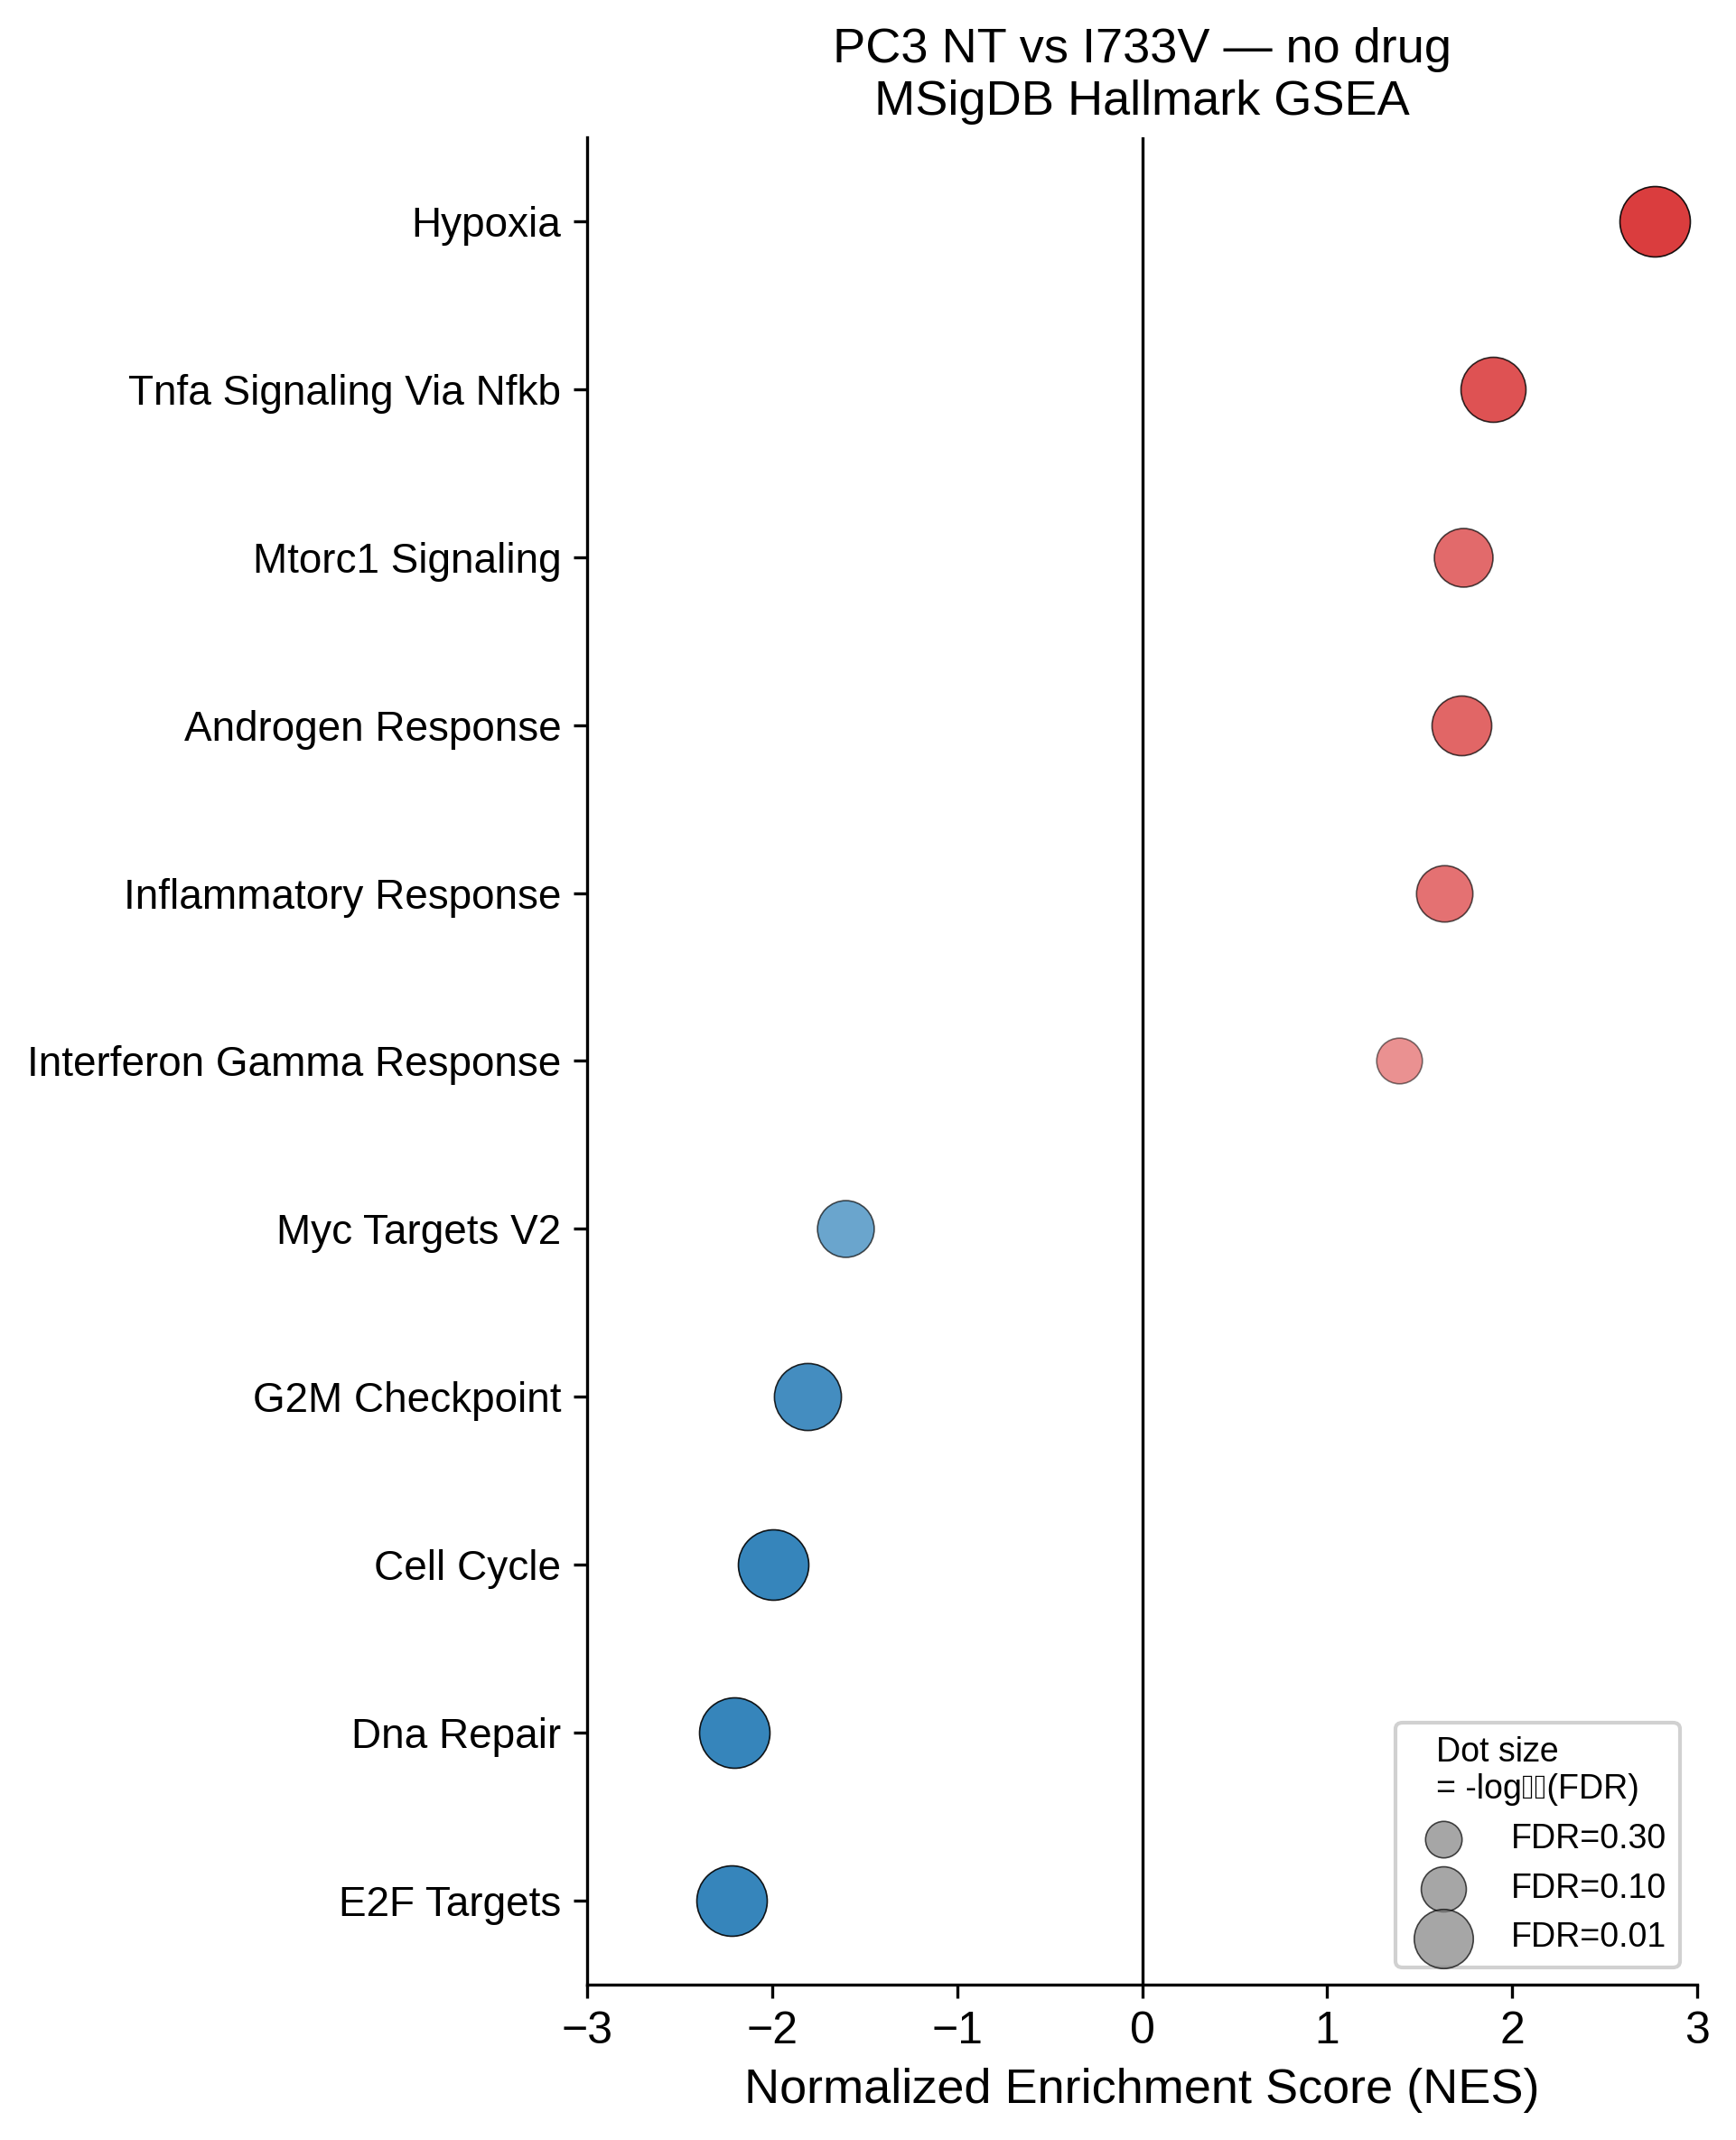 PC3 NT vs I733V — no drug
MSigDB Hallmark GSEA
Hypoxia
Tnfa Signaling Via Nfkb
Mtorc1 Signaling
Androgen Response
Inflammatory Response
Interferon Gamma Response
Myc Targets V2
G2M Checkpoint
Cell Cycle
Dna Repair
E2F Targets
Dot size
= -log▯▯(FDR)
FDR=0.30
FDR=0.10
FDR=0.01
−3 −2 −1 0 1 2 3
Normalized Enrichment Score (NES)